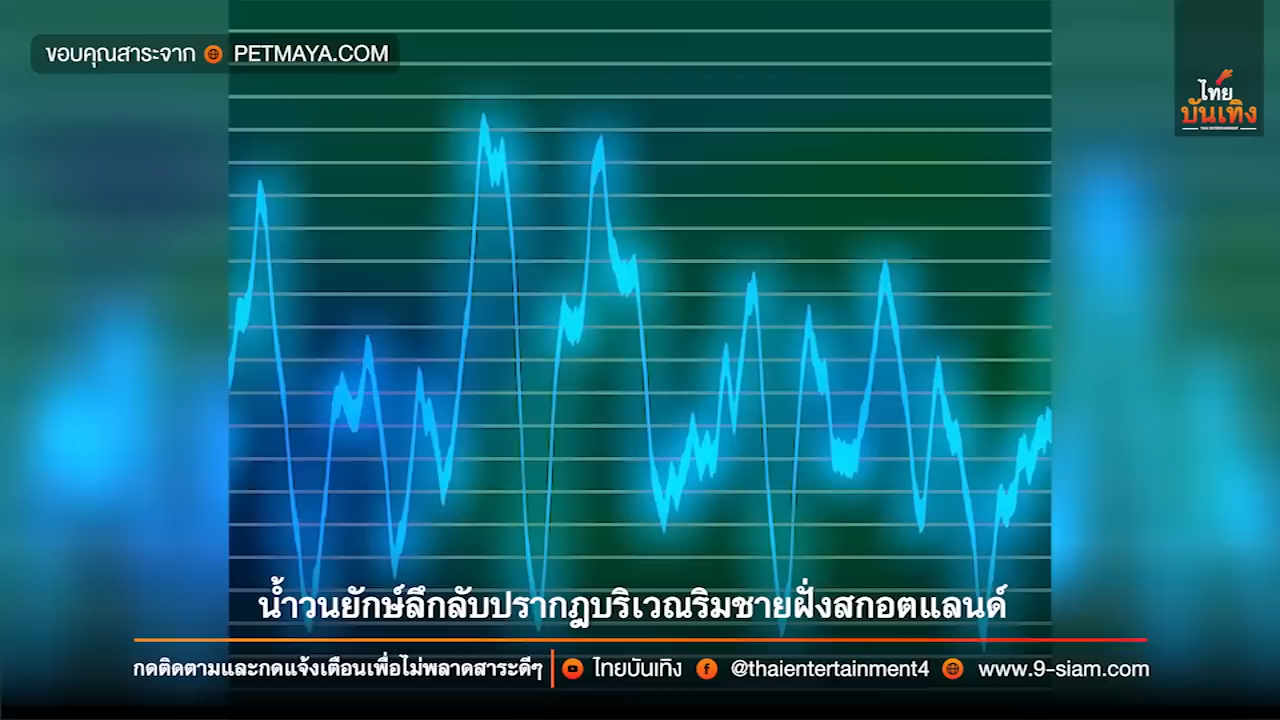 ขอบคุณสาระจาก PETMAYA.COM
ไทย
บันเทิง
THAI ENTERTAINMENT
น้ำวนยักษ์ลึกลับปรากฎบริเวณริมชายฝั่งสกอตแลนด์
กดติดตามและกดแจ้งเตือนเพื่อไม่พลาดสาระดีๆ ไทยบันเทิง @thaientertainment4 www.9-siam.com